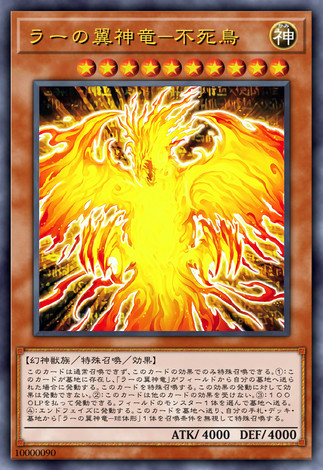 ラーの翼神竜－不死鳥
神
【幻神獣族／特殊召喚／効果】
このカードは通常召喚できず、このカードの効果でのみ特殊召喚できる。①：こ
のカードが墓地に存在し、「ラーの翼神竜」がフィールドから自分の墓地へ送ら
れた場合に発動する。このカードを特殊召喚する。この効果の発動に対して効
果は発動できない。②：このカードは他のカードの効果を受けない。③：１００
０LP払って発動できる。フィールドのモンスター１体を選んで墓地へ送る。
④：エンドフェイズに発動する。このカードを墓地へ送り、自分の手札・デッキ・
墓地から「ラーの翼神竜－球体形」１体を召喚条件を無視して特殊召喚する。
ATK/ 4000 DEF/ 4000
10000090